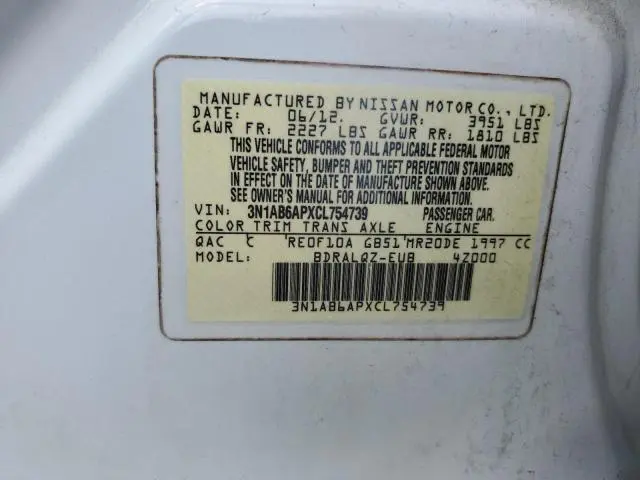 MANUFACTURED BY NISSAN MOTOR CO., LTD.
DATE: 06/12. GVWR: 3951 LBS
GAWR FR: 2227 LBS GAWR RR: 1810 LBS
THIS VEHICLE CONFORMS TO ALL APPLICABLE FEDERAL MOTOR
VEHICLE SAFETY, BUMPER AND THEFT PREVENTION STANDARDS
IN EFFECT ON THE DATE OF MANUFACTURE SHOWN ABOVE.
SEE OWNER'S MANUAL FOR ADDITIONAL INFORMATION.
VIN: 3N1AB6APXCL754739 PASSENGER CAR.
COLOR TRIM TRANS AXLE ENGINE
QAC C RE0F10A GB51 MR20DE 1997 CC
MODEL: BDRALQZ-EUB 4Z000
3N1AB6APXCL754739